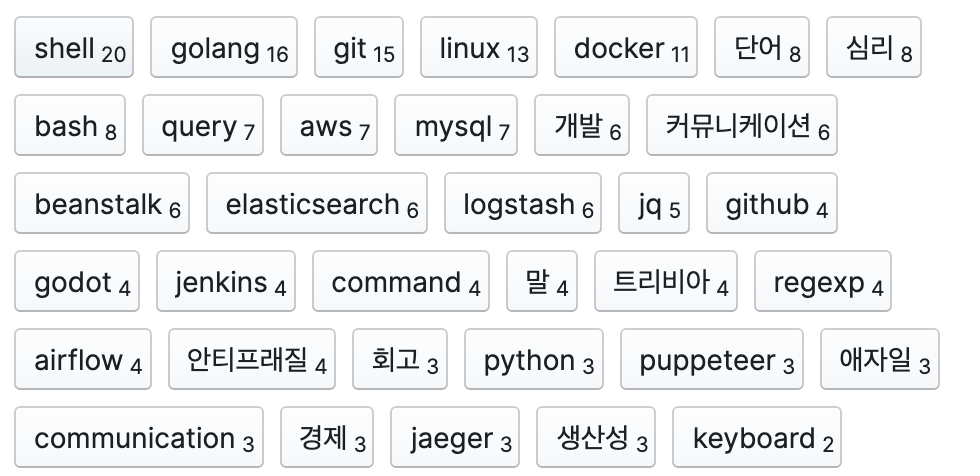 shell 20 golang 16 git 15 linux 13 docker 11 단어 8 심리 8
bash 8 query 7 aws 7 mysql 7 개발 6 커뮤니케이션 6
beanstalk 6 elasticsearch 6 logstash 6 jq 5 github 4
godot 4 jenkins 4 command 4 말 4 트리비아 4 regexp 4
airflow 4 안티프래질 4 회고 3 python 3 puppeteer 3 애자일 3
communication 3 경제 3 jaeger 3 생산성 3 keyboard 2